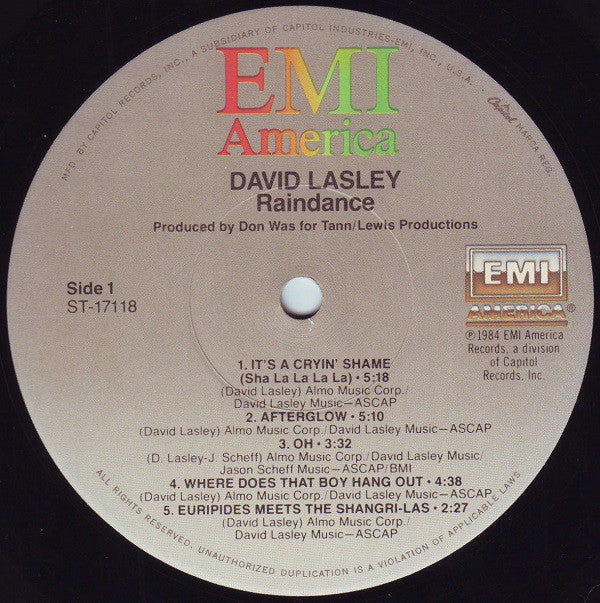 MFD. BY CAPITOL RECORDS, INC., A SUBSIDIARY OF CAPITOL INDUSTRIES-EMI, INC., U.S.A. • Capitol MARCA REG.
EMI
America
DAVID LASLEY
Raindance
Produced by Don Was for Tann/Lewis Productions
Side 1
ST-17118
EMI
AMERICA®
℗1984 EMI America
Records, a division
of Capitol
Records, Inc.
1. IT'S A CRYIN' SHAME
(Sha La La La La) • 5:18
(David Lasley) Almo Music Corp./
David Lasley Music—ASCAP
2. AFTERGLOW • 5:10
(David Lasley) Almo Music Corp./David Lasley Music—ASCAP
3. OH • 3:32
(D. Lasley-J. Scheff) Almo Music Corp./David Lasley Music/
Jason Scheff Music—ASCAP/BMI
4. WHERE DOES THAT BOY HANG OUT • 4:38
(David Lasley) Almo Music Corp./David Lasley Music—ASCAP
5. EURIPIDES MEETS THE SHANGRI-LAS • 2:27
(David Lasley) Almo Music Corp./
David Lasley Music—ASCAP
ALL RIGHTS RESERVED. UNAUTHORIZED DUPLICATION IS A VIOLATION OF APPLICABLE LAWS